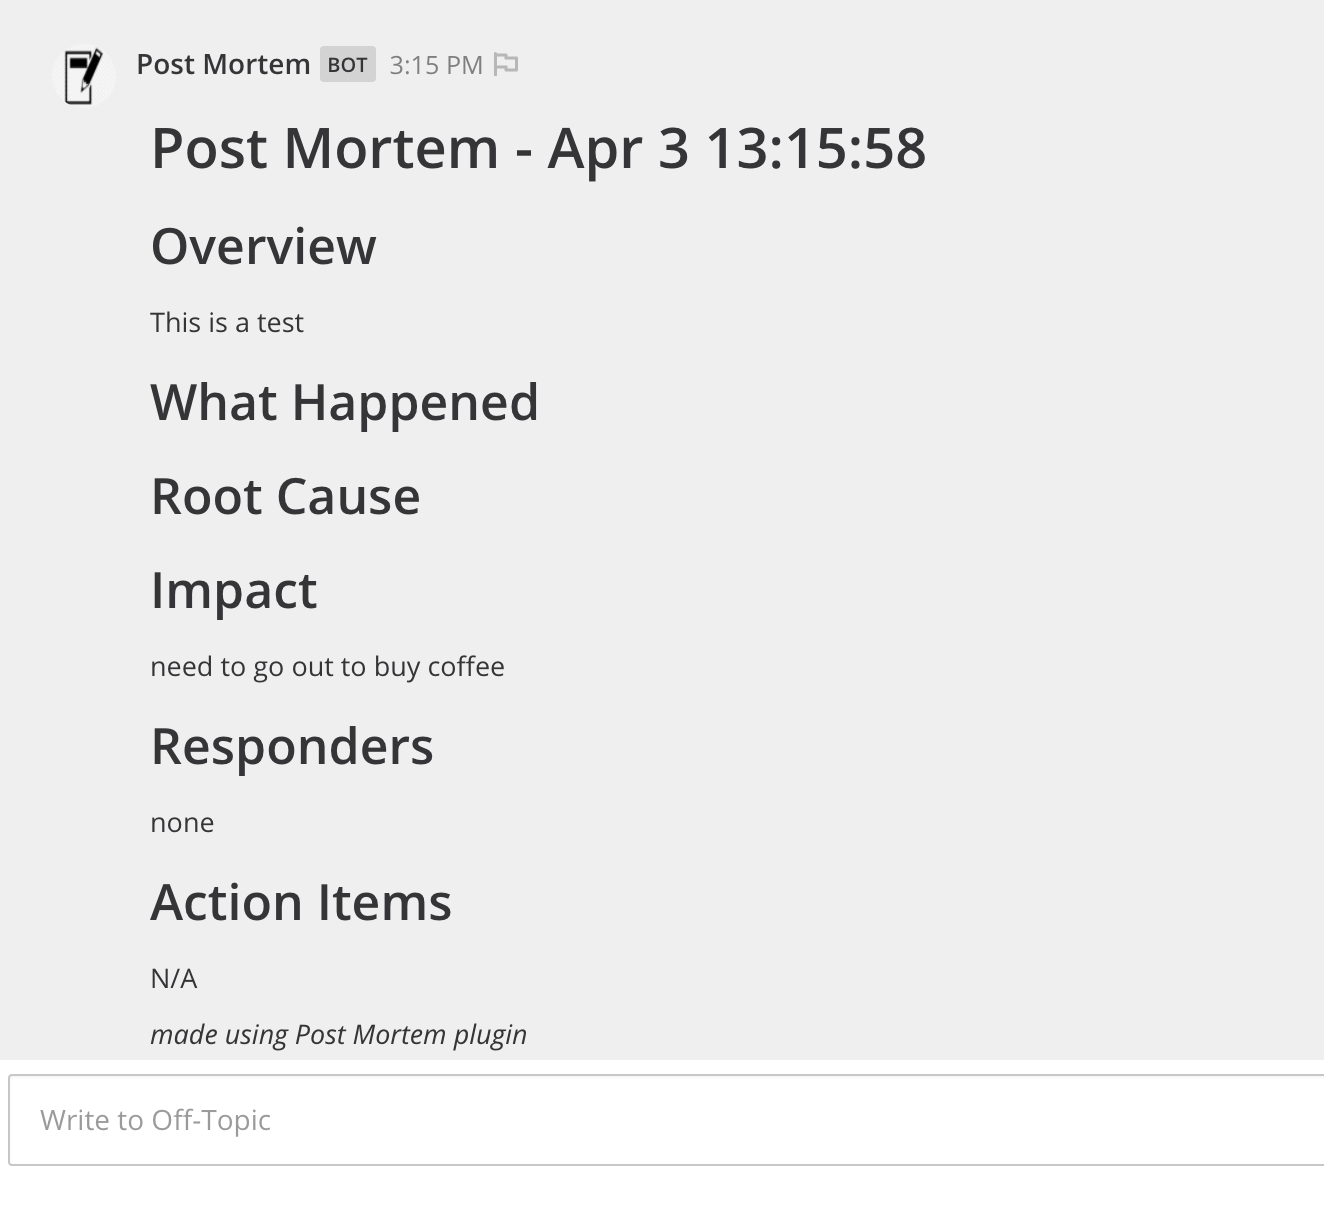 Post Mortem BOT 3:15 PM
Post Mortem - Apr 3 13:15:58
Overview
This is a test
What Happened
Root Cause
Impact
need to go out to buy coffee
Responders
none
Action Items
N/A
made using Post Mortem plugin
Write to Off-Topic